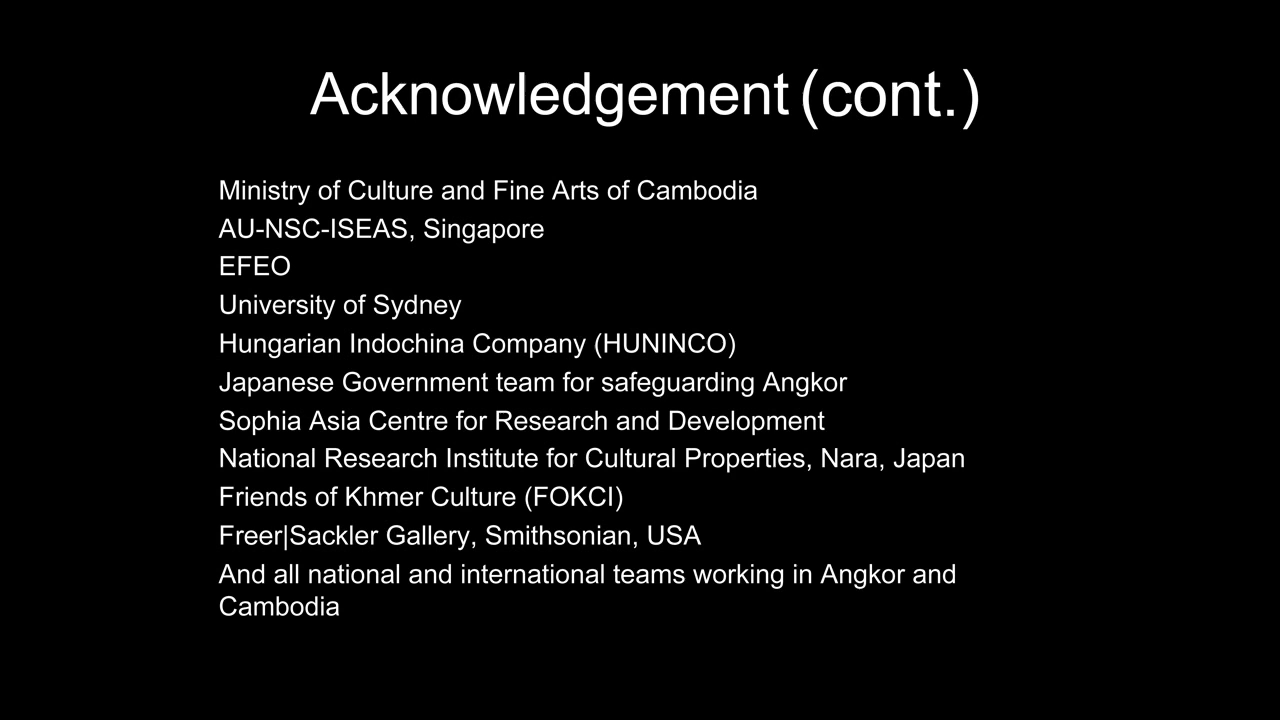 Acknowledgement (cont.)
Ministry of Culture and Fine Arts of Cambodia
AU-NSC-ISEAS, Singapore
EFEO
University of Sydney
Hungarian Indochina Company (HUNINCO)
Japanese Government team for safeguarding Angkor
Sophia Asia Centre for Research and Development
National Research Institute for Cultural Properties, Nara, Japan
Friends of Khmer Culture (FOKCI)
Freer|Sackler Gallery, Smithsonian, USA
And all national and international teams working in Angkor and
Cambodia